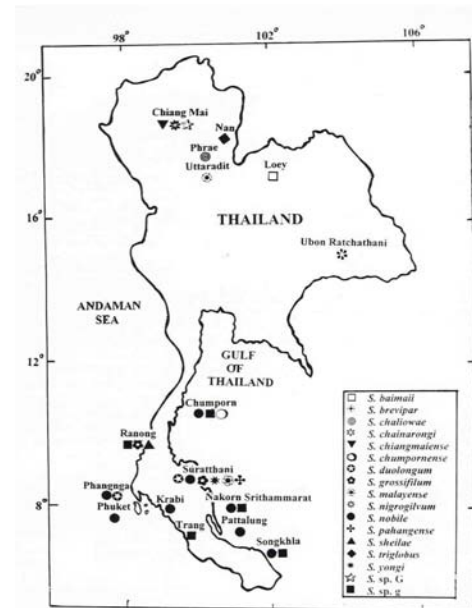 98° 102° 106°
20°
Chiang Mai
Nan
Phrae
Uttaradit
Loey
THAILAND
16°
Ubon Ratchathani
ANDAMAN
SEA
GULF
OF
THAILAND
12°
Chumporn
Ranong
Suratthani
Phangnga
Phuket
Krabi
Nakorn Srithammarat
8°
Trang
Pattalung
Songkhla
S. baimaii
S. brevipar
S. chaliowae
S. chainarongi
S. chiangmaiense
S. chumpornense
S. duolongum
S. grossifilum
S. malayense
S. nigrogilvum
S. nobile
S. pahangense
S. sheilae
S. triglobus
S. yongi
S. sp. G
S. sp. g